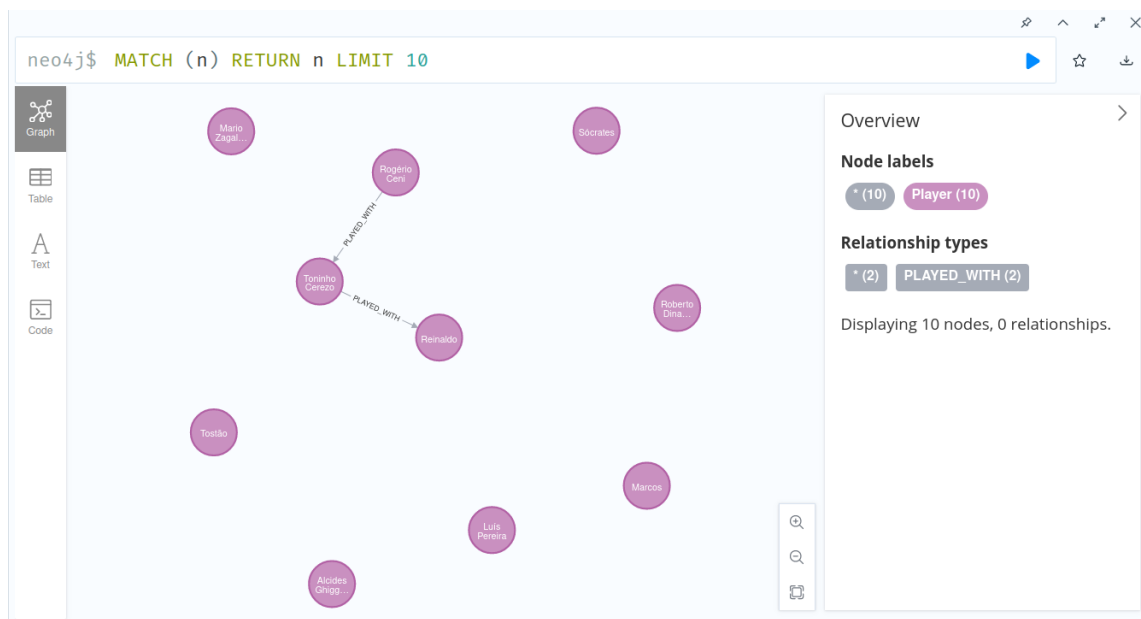 neo4j$ MATCH (n) RETURN n LIMIT 10
Graph
Table
Text
Code
Mario
Zagal...
Sócrates
Rogério
Ceni
PLAYED_WITH
Toninho
Cerezo
PLAYED_WITH
Reinaldo
Roberto
Dina...
Tostão
Marcos
Luís
Pereira
Alcides
Ghigg...
Overview
Node labels
* (10) Player (10)
Relationship types
* (2) PLAYED_WITH (2)
Displaying 10 nodes, 0 relationships.